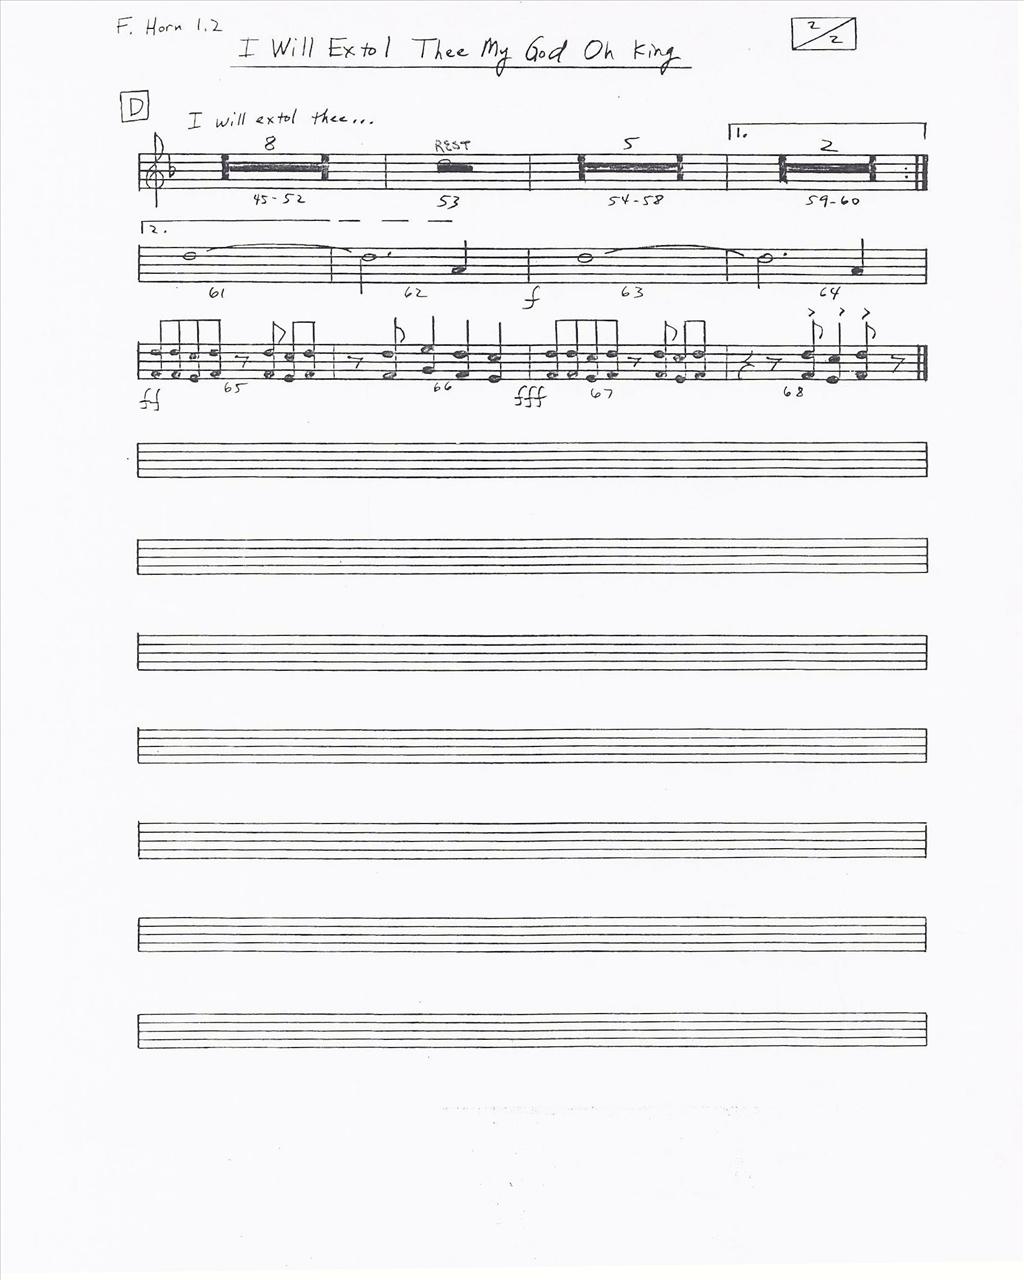 F. Horn 1.2
2/2
I Will Extol Thee My God Oh King
D
I will extol thee...
8 REST 5 1. 2
45-52 53 54-58 59-60
2.
61 62 f 63 64
> > >
ff 65 66 fff 67 68